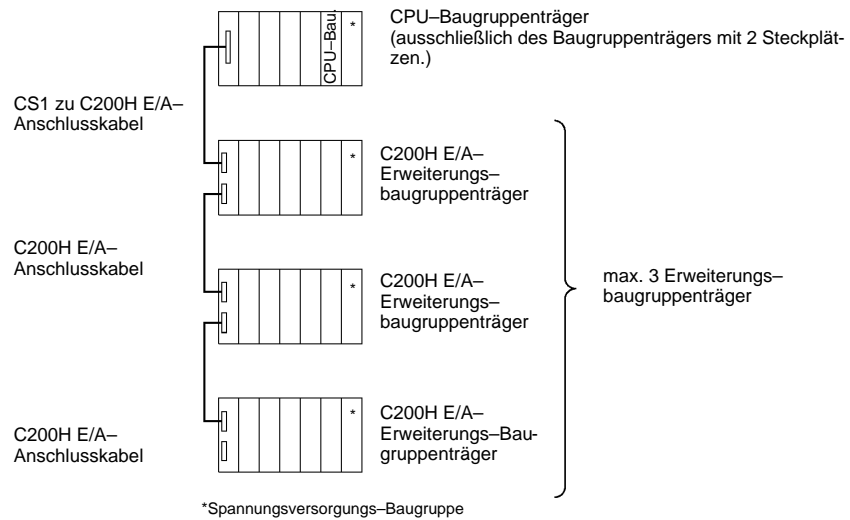 CPU–Bau.
*
CPU–Baugruppenträger
(ausschließlich des Baugruppenträgers mit 2 Steckplät-
zen.)
CS1 zu C200H E/A–
Anschlusskabel
*
C200H E/A–
Erweiterungs–
baugruppenträger
C200H E/A–
Anschlusskabel
*
C200H E/A–
Erweiterungs–
baugruppenträger
max. 3 Erweiterungs–
baugruppenträger
C200H E/A–
Anschlusskabel
*
C200H E/A–
Erweiterungs–Bau-
gruppenträger
*Spannungsversorgungs–Baugruppe